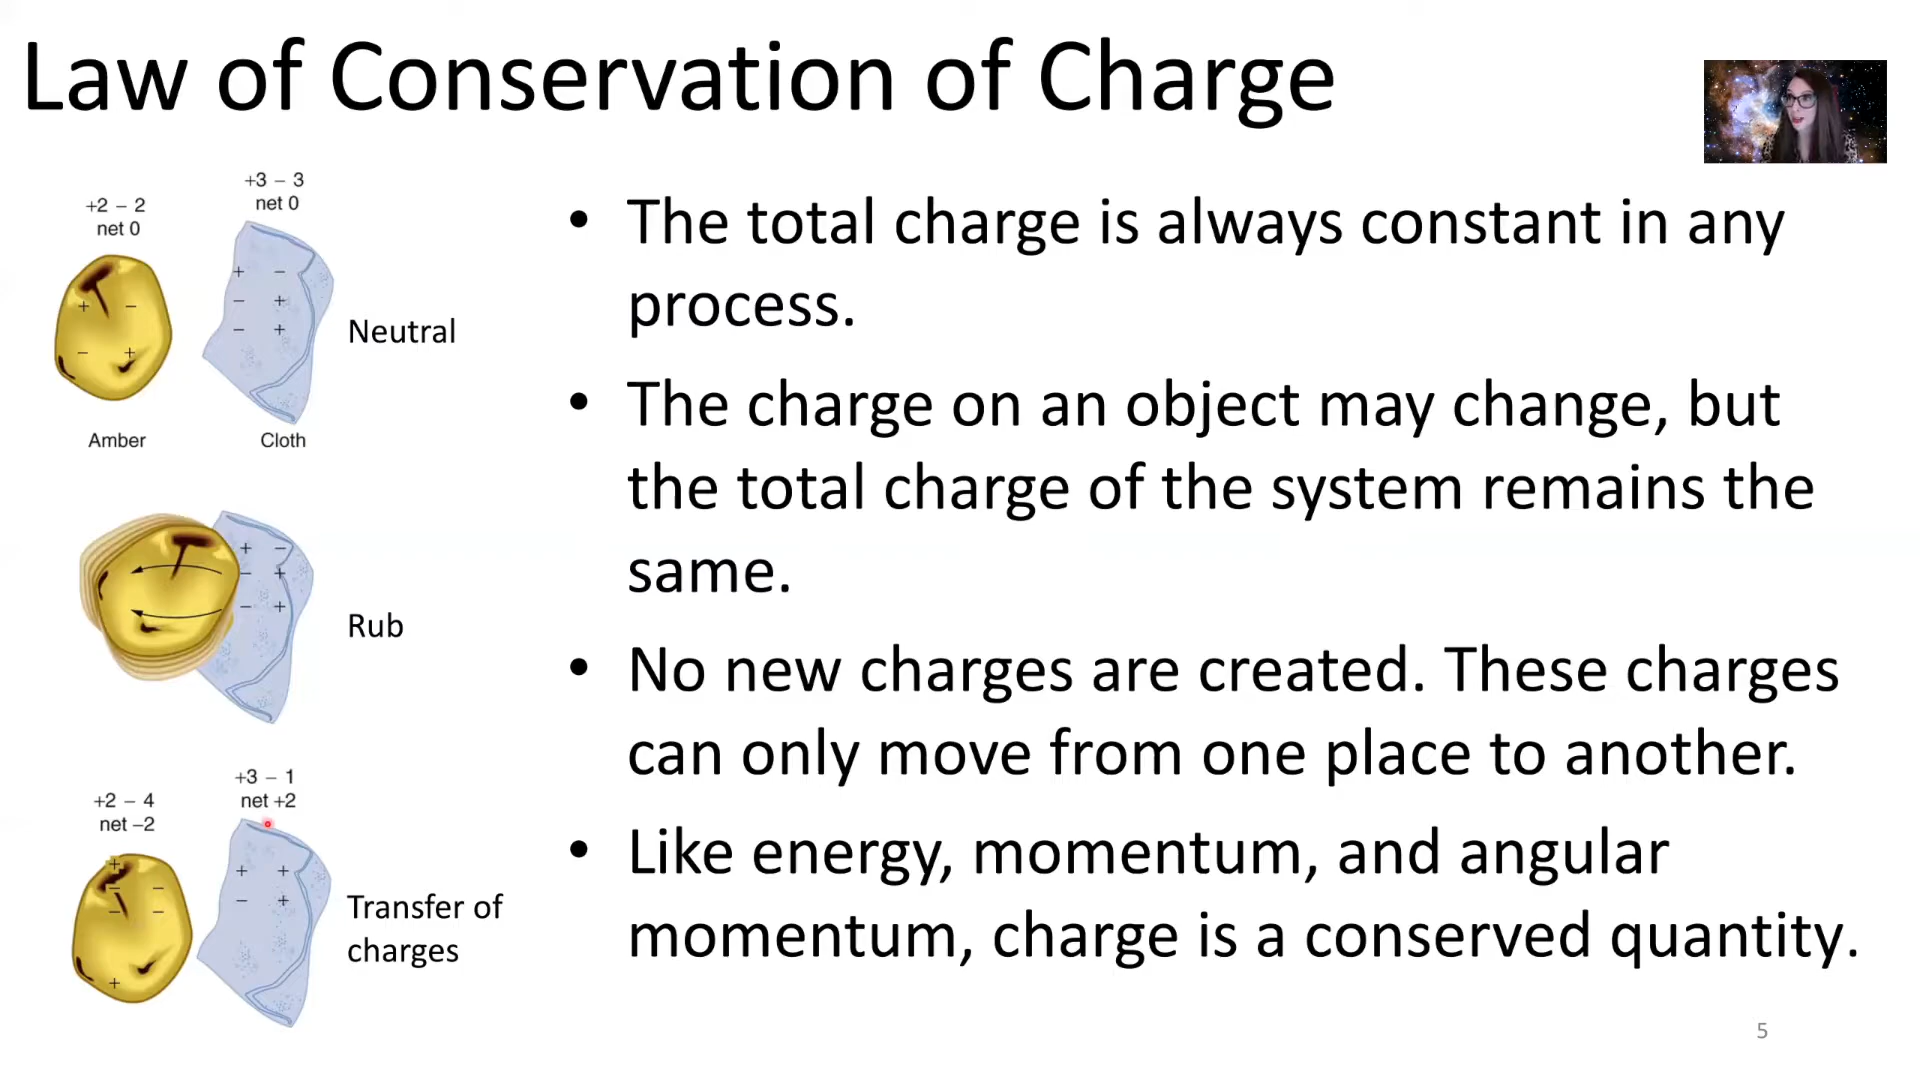 Law of Conservation of Charge
+3 − 3
net 0
+2 − 2
net 0
+ −
− +
− +
+ −
− +
Neutral
Amber
Cloth
+ −
− +
− +
Rub
+3 − 1
net +2
+2 − 4
net −2
+
− −
− −
+
+ +
− +
Transfer of
charges
• The total charge is always constant in any
process.
• The charge on an object may change, but
the total charge of the system remains the
same.
• No new charges are created. These charges
can only move from one place to another.
• Like energy, momentum, and angular
momentum, charge is a conserved quantity.
5